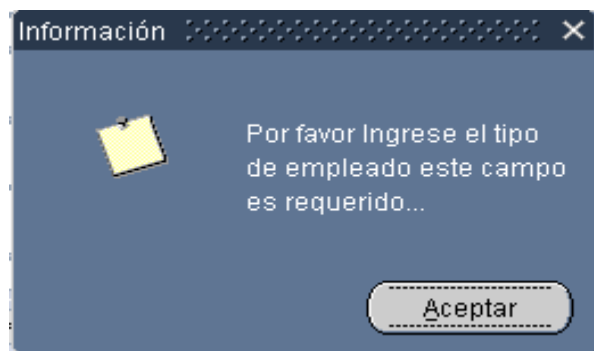 Información
Por favor Ingrese el tipo
de empleado este campo
es requerido...
Aceptar